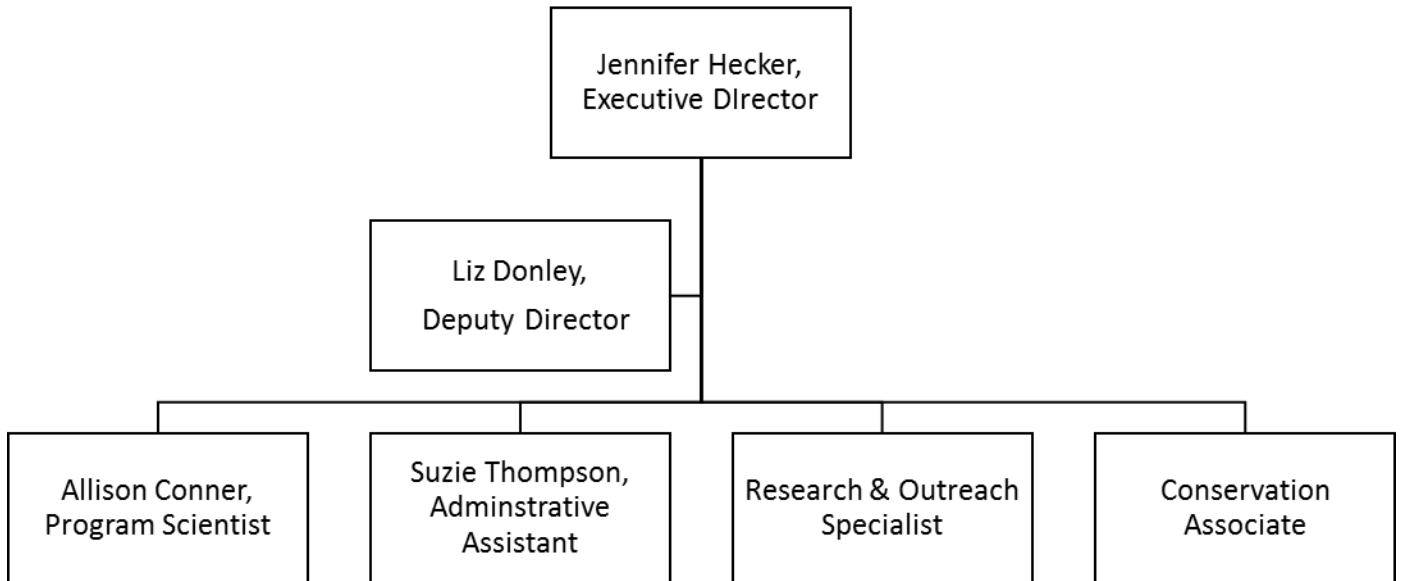 Jennifer Hecker,
Executive DIrector
Liz Donley,
Deputy Director
Allison Conner,
Program Scientist
Suzie Thompson,
Adminstrative
Assistant
Research & Outreach
Specialist
Conservation
Associate